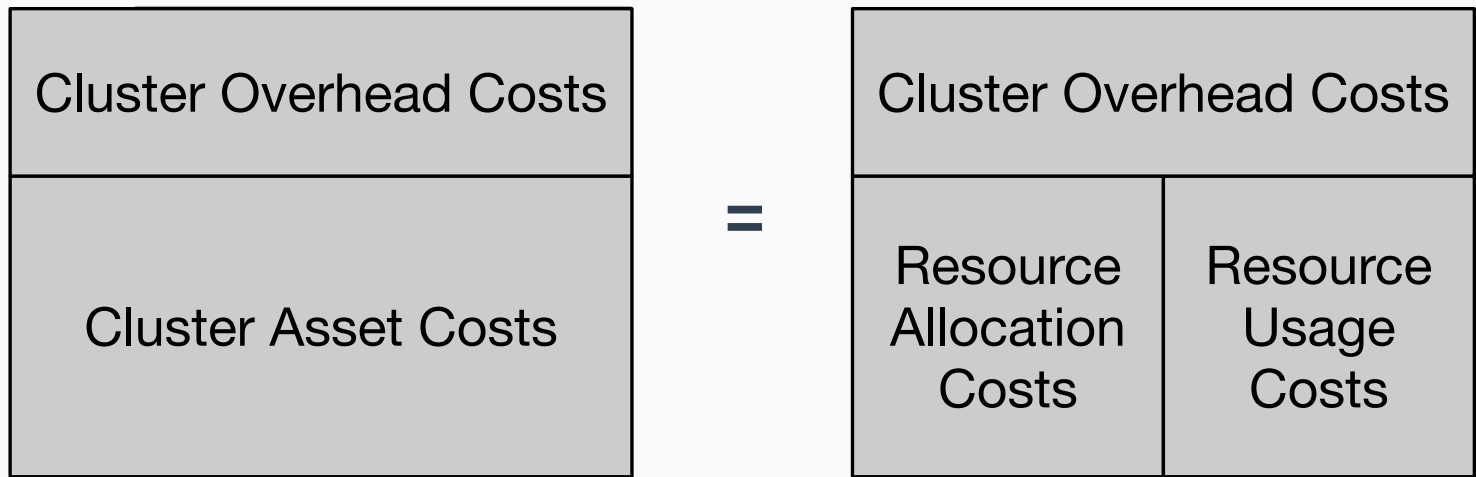 Cluster Overhead Costs
Cluster Asset Costs
=
Cluster Overhead Costs
Resource
Allocation
Costs
Resource
Usage
Costs